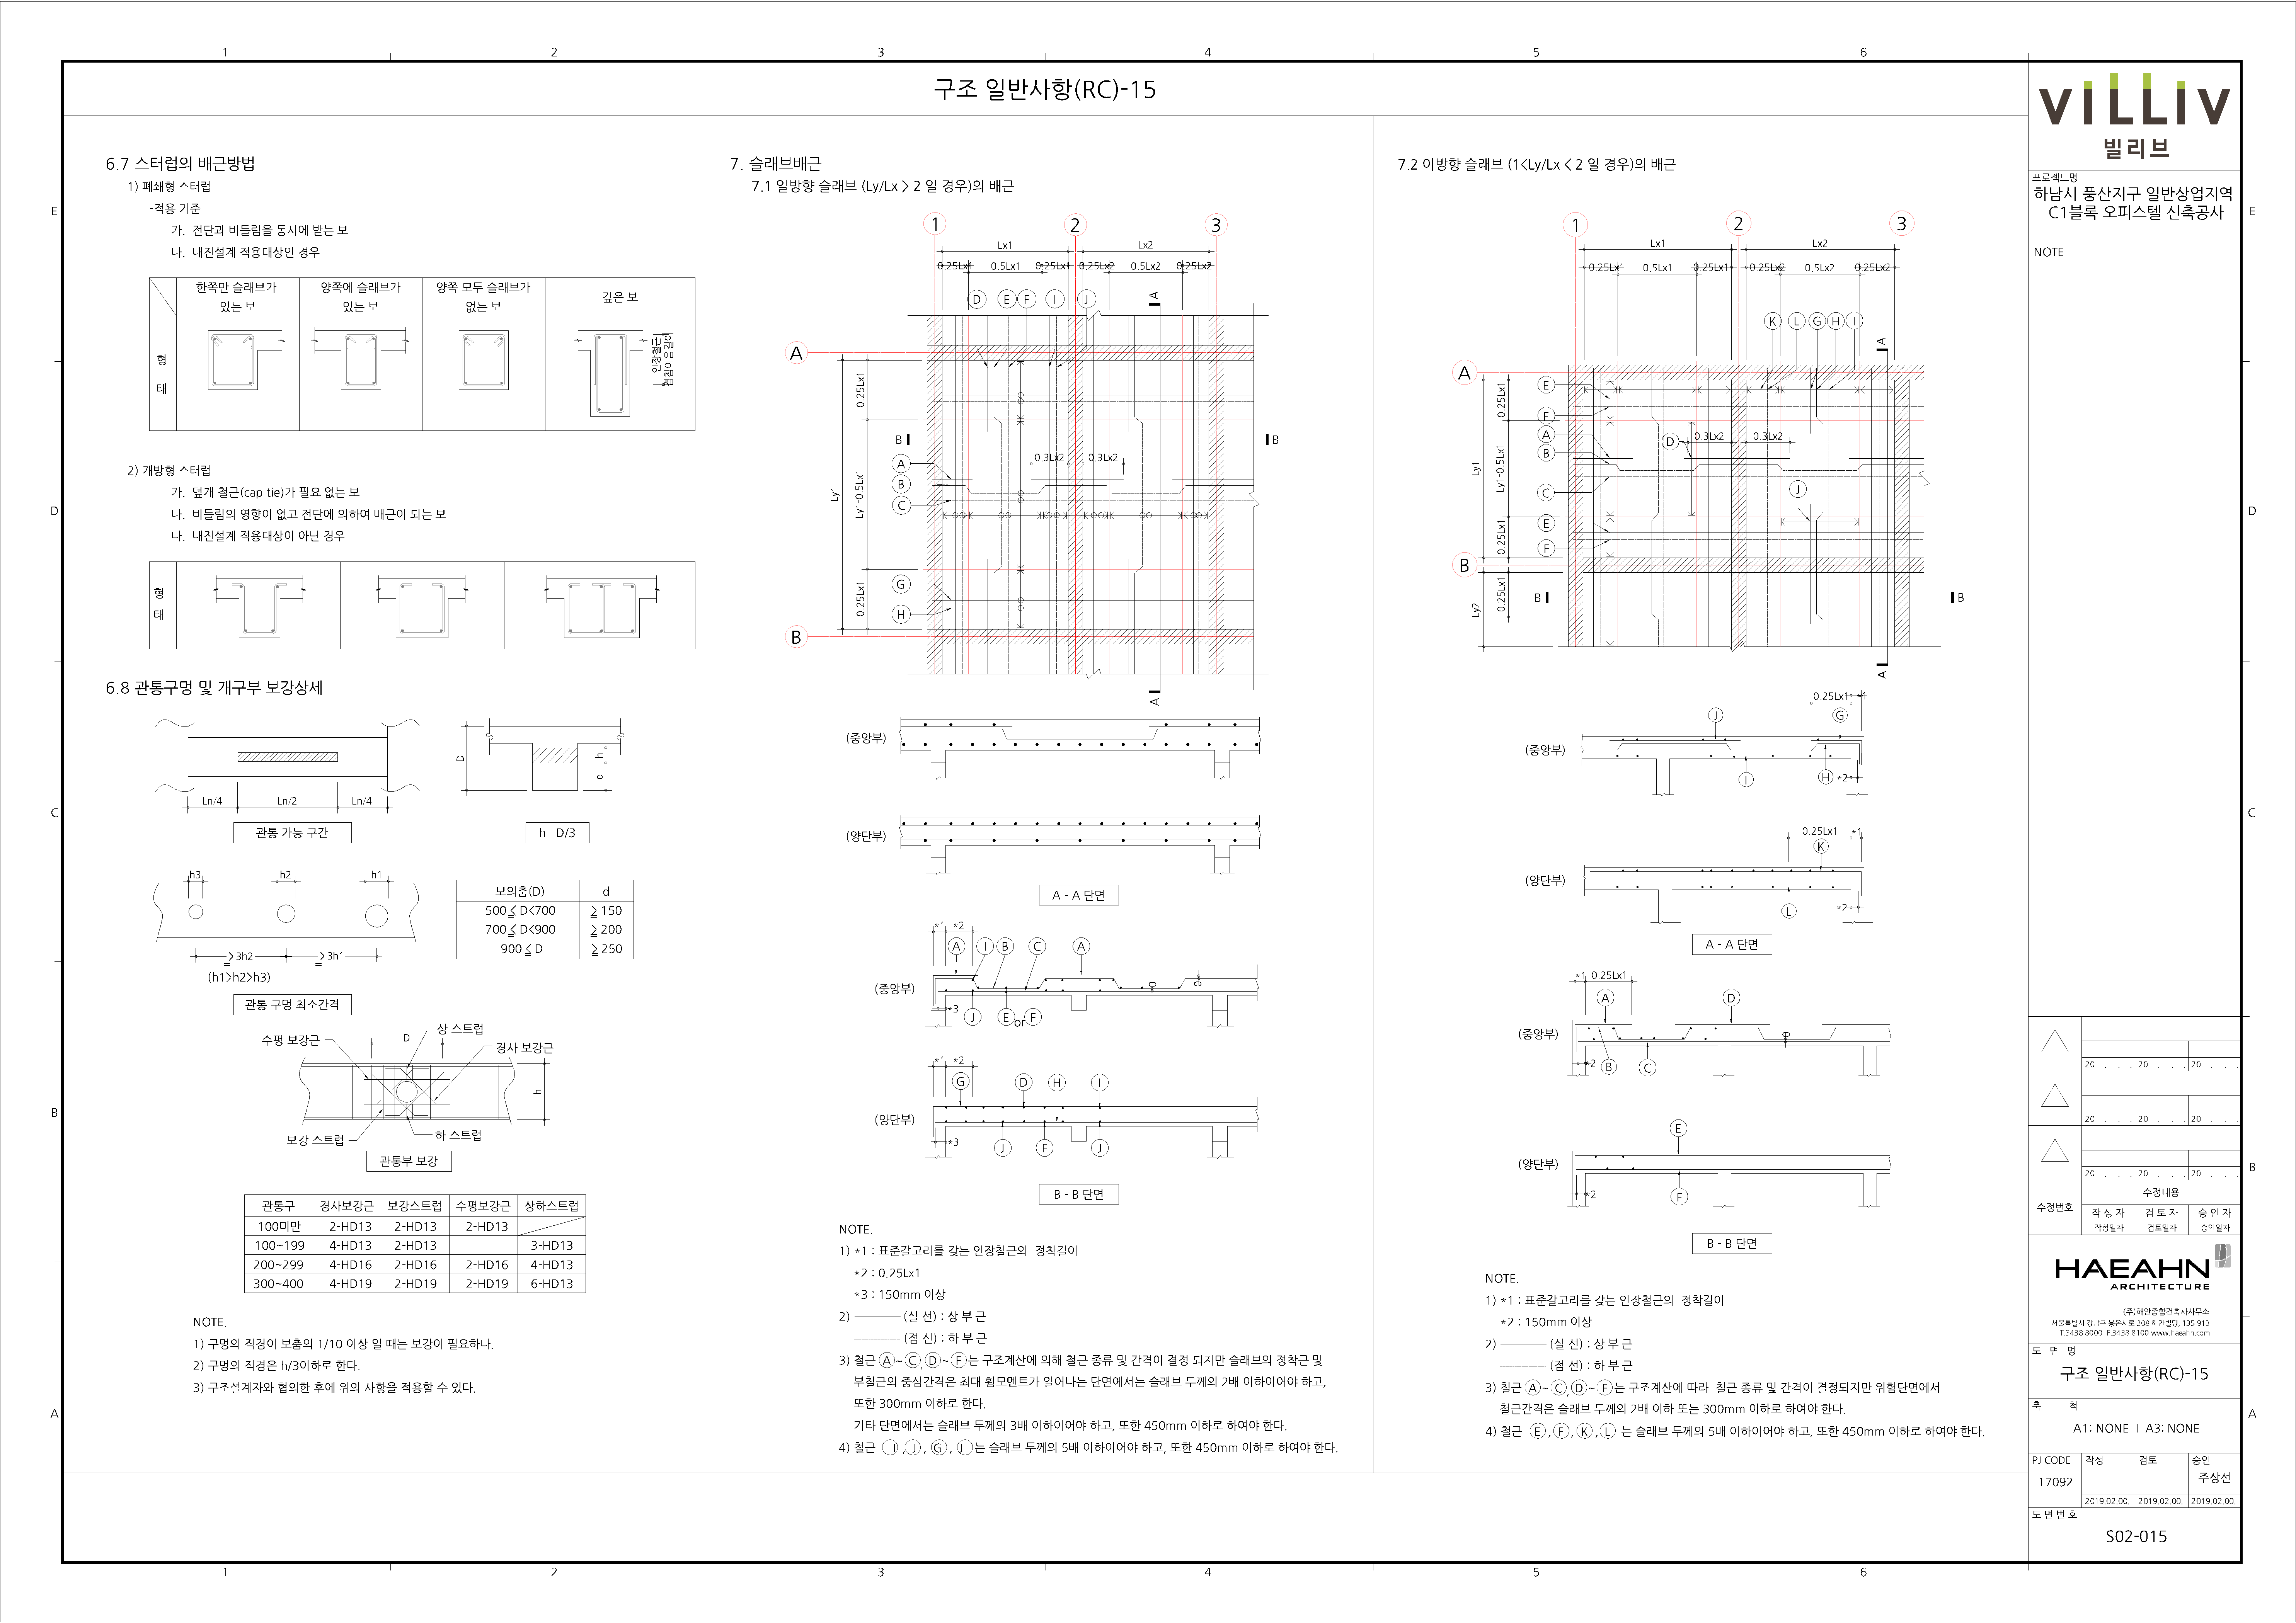 구조 일반사항(RC)-15
6.7 스터럽의 배근방법
1) 폐쇄형 스터럽
-적용 기준
가. 전단과 비틀림을 동시에 받는 보
나. 내진설계 적용대상인 경우
한쪽만 슬래브가 있는 보
양쪽에 슬래브가 있는 보
양쪽 모두 슬래브가 없는 보
깊은 보
형 태
인장철근
겹침이음길이
2) 개방형 스터럽
가. 덮개 철근(cap tie)가 필요 없는 보
나. 비틀림의 영향이 없고 전단에 의하여 배근이 되는 보
다. 내진설계 적용대상이 아닌 경우
형 태
6.8 관통구멍 및 개구부 보강상세
Ln/4 Ln/2 Ln/4
관통 가능 구간
D h d
h D/3
h3 h2 h1
≧ 3h2 ≧ 3h1
(h1>h2>h3)
관통 구멍 최소간격
보의춤(D) d
500≦ D<700 ≧ 150
700≦ D<900 ≧ 200
900 ≦ D ≧ 250
상 스트럽
수평 보강근 D
경사 보강근
h
보강 스트럽 하 스트럽
관통부 보강
관통구 경사보강근 보강스트럽 수평보강근 상하스트럽
100미만 2-HD13 2-HD13 2-HD13
100~199 4-HD13 2-HD13 3-HD13
200~299 4-HD16 2-HD16 2-HD16 4-HD13
300~400 4-HD19 2-HD19 2-HD19 6-HD13
NOTE.
1) 구멍의 직경이 보춤의 1/10 이상 일 때는 보강이 필요하다.
2) 구멍의 직경은 h/3이하로 한다.
3) 구조설계자와 협의한 후에 위의 사항을 적용할 수 있다.
7. 슬래브배근
7.1 일방향 슬래브 (Ly/Lx > 2 일 경우)의 배근
1 2 3
Lx1 Lx2
0.25Lx1 0.5Lx1 0.25Lx1 0.25Lx2 0.5Lx2 0.25Lx2
D E F I J A
A
0.25Lx1
B B
0.3Lx2 0.3Lx2
A
B
C
Ly1 Ly1-0.5Lx1
G
0.25Lx1
H
B
A
(중앙부)
(양단부)
A - A 단면
*1 *2
A I B C A
(중앙부)
*3
J E or F
*1 *2
G D H I
(양단부)
*3
J F J
B - B 단면
NOTE.
1) *1 : 표준갈고리를 갖는 인장철근의 정착길이
*2 : 0.25Lx1
*3 : 150mm 이상
2) ──── (실 선) : 상 부 근
---------- (점 선) : 하 부 근
3) 철근 Ⓐ~Ⓒ,Ⓓ~Ⓕ는 구조계산에 의해 철근 종류 및 간격이 결정 되지만 슬래브의 정착근 및
부철근의 중심간격은 최대 휨모멘트가 일어나는 단면에서는 슬래브 두께의 2배 이하이어야 하고,
또한 300mm 이하로 한다.
기타 단면에서는 슬래브 두께의 3배 이하이어야 하고, 또한 450mm 이하로 하여야 한다.
4) 철근 Ⓘ,Ⓙ, Ⓖ, Ⓙ는 슬래브 두께의 5배 이하이어야 하고, 또한 450mm 이하로 하여야 한다.
7.2 이방향 슬래브 (1<Ly/Lx < 2 일 경우)의 배근
1 2 3
Lx1 Lx2
0.25Lx1 0.5Lx1 0.25Lx1 0.25Lx2 0.5Lx2 0.25Lx2
K L G H I A
A
E
0.25Lx1
F
A
D 0.3Lx2 0.3Lx2
B
Ly1 Ly1-0.5Lx1
C J
E
0.25Lx1
F
B
0.25Lx1
B B
Ly2
A
0.25Lx1 *1
J G
(중앙부)
I H *2
0.25Lx1 *1
K
(양단부)
L *2
A - A 단면
*1 0.25Lx1
A D
(중앙부)
*2 B C
E
(양단부)
*2 F
B - B 단면
NOTE.
1) *1 : 표준갈고리를 갖는 인장철근의 정착길이
*2 : 150mm 이상
2) ──── (실 선) : 상 부 근
---------- (점 선) : 하 부 근
3) 철근 Ⓐ~Ⓒ,Ⓓ~Ⓕ는 구조계산에 따라 철근 종류 및 간격이 결정되지만 위험단면에서
철근간격은 슬래브 두께의 2배 이하 또는 300mm 이하로 하여야 한다.
4) 철근 Ⓔ,Ⓕ,Ⓚ,Ⓛ 는 슬래브 두께의 5배 이하이어야 하고, 또한 450mm 이하로 하여야 한다.
VILLIV
빌리브
프로젝트명
하남시 풍산지구 일반상업지역
C1블록 오피스텔 신축공사
NOTE
20 . . . 20 . . . 20 . . .
20 . . . 20 . . . 20 . . .
20 . . . 20 . . . 20 . . .
수정번호 수정내용
작 성 자 검 토 자 승 인 자
작성일자 검토일자 승인일자
HAEAHN
ARCHITECTURE
(주)해안종합건축사사무소
서울특별시 강남구 봉은사로 208 해안빌딩, 135-913
T.3438 8000 F.3438 8100 www.haeahn.com
도 면 명
구조 일반사항(RC)-15
축 척
A1: NONE I A3: NONE
PJ CODE 작성 검토 승인
17092 주상선
2019.02.00. 2019.02.00. 2019.02.00.
도 면 번 호
S02-015
1 2 3 4 5 6
1 2 3 4 5 6
E D C B A
E D C B A